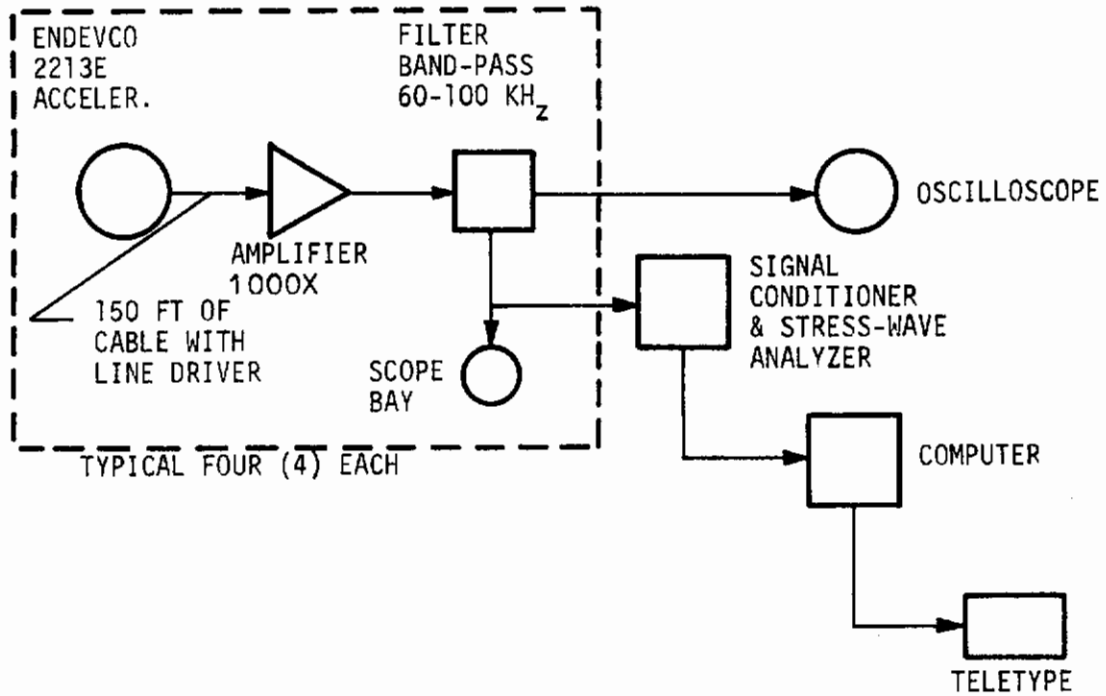 ENDEVCO
2213E
ACCELER.
FILTER
BAND-PASS
60-100 KHz
AMPLIFIER
1000X
150 FT OF
CABLE WITH
LINE DRIVER
SCOPE
BAY
TYPICAL FOUR (4) EACH
OSCILLOSCOPE
SIGNAL
CONDITIONER
& STRESS-WAVE
ANALYZER
COMPUTER
TELETYPE